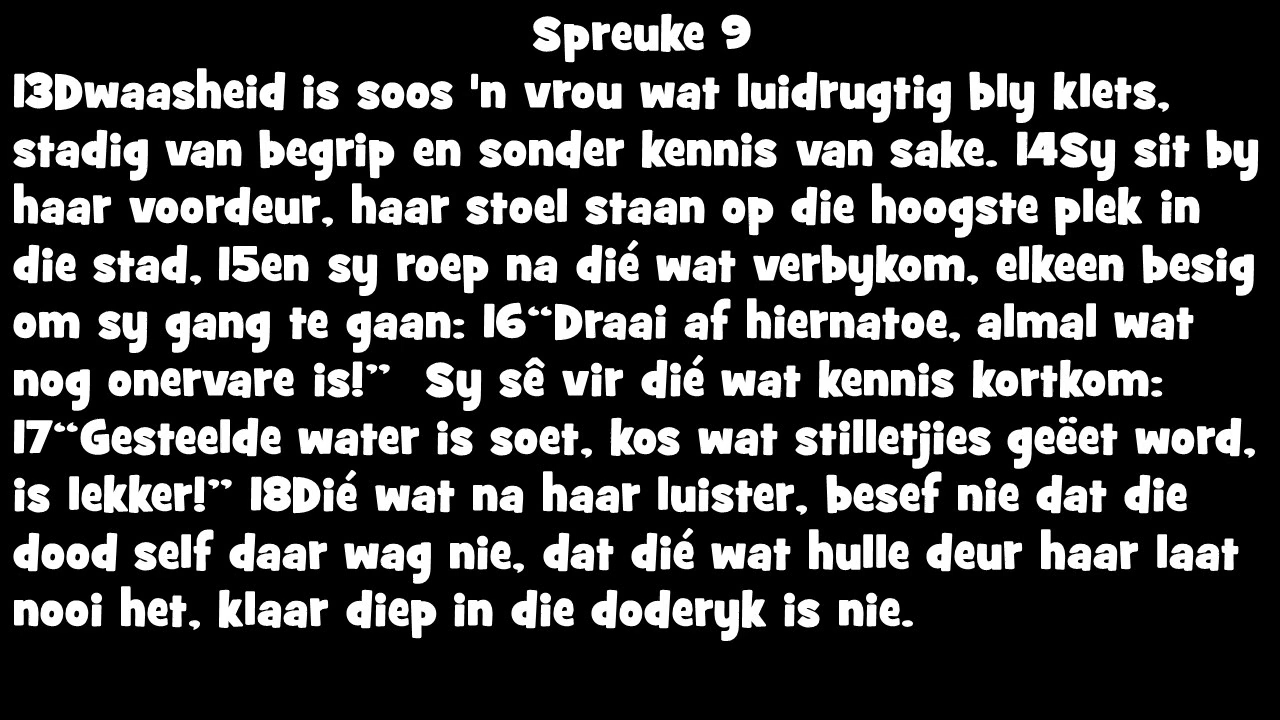 Spreuke 9
13Dwaasheid is soos 'n vrou wat luidrugtig bly klets,
stadig van begrip en sonder kennis van sake. 14Sy sit by
haar voordeur, haar stoel staan op die hoogste plek in
die stad, 15en sy roep na dié wat verbykom, elkeen besig
om sy gang te gaan: 16“Draai af hiernatoe, almal wat
nog onervare is!”  Sy sê vir dié wat kennis kortkom:
17“Gesteelde water is soet, kos wat stilletjies geëet word,
is lekker!” 18Dié wat na haar luister, besef nie dat die
dood self daar wag nie, dat dié wat hulle deur haar laat
nooi het, klaar diep in die doderyk is nie.